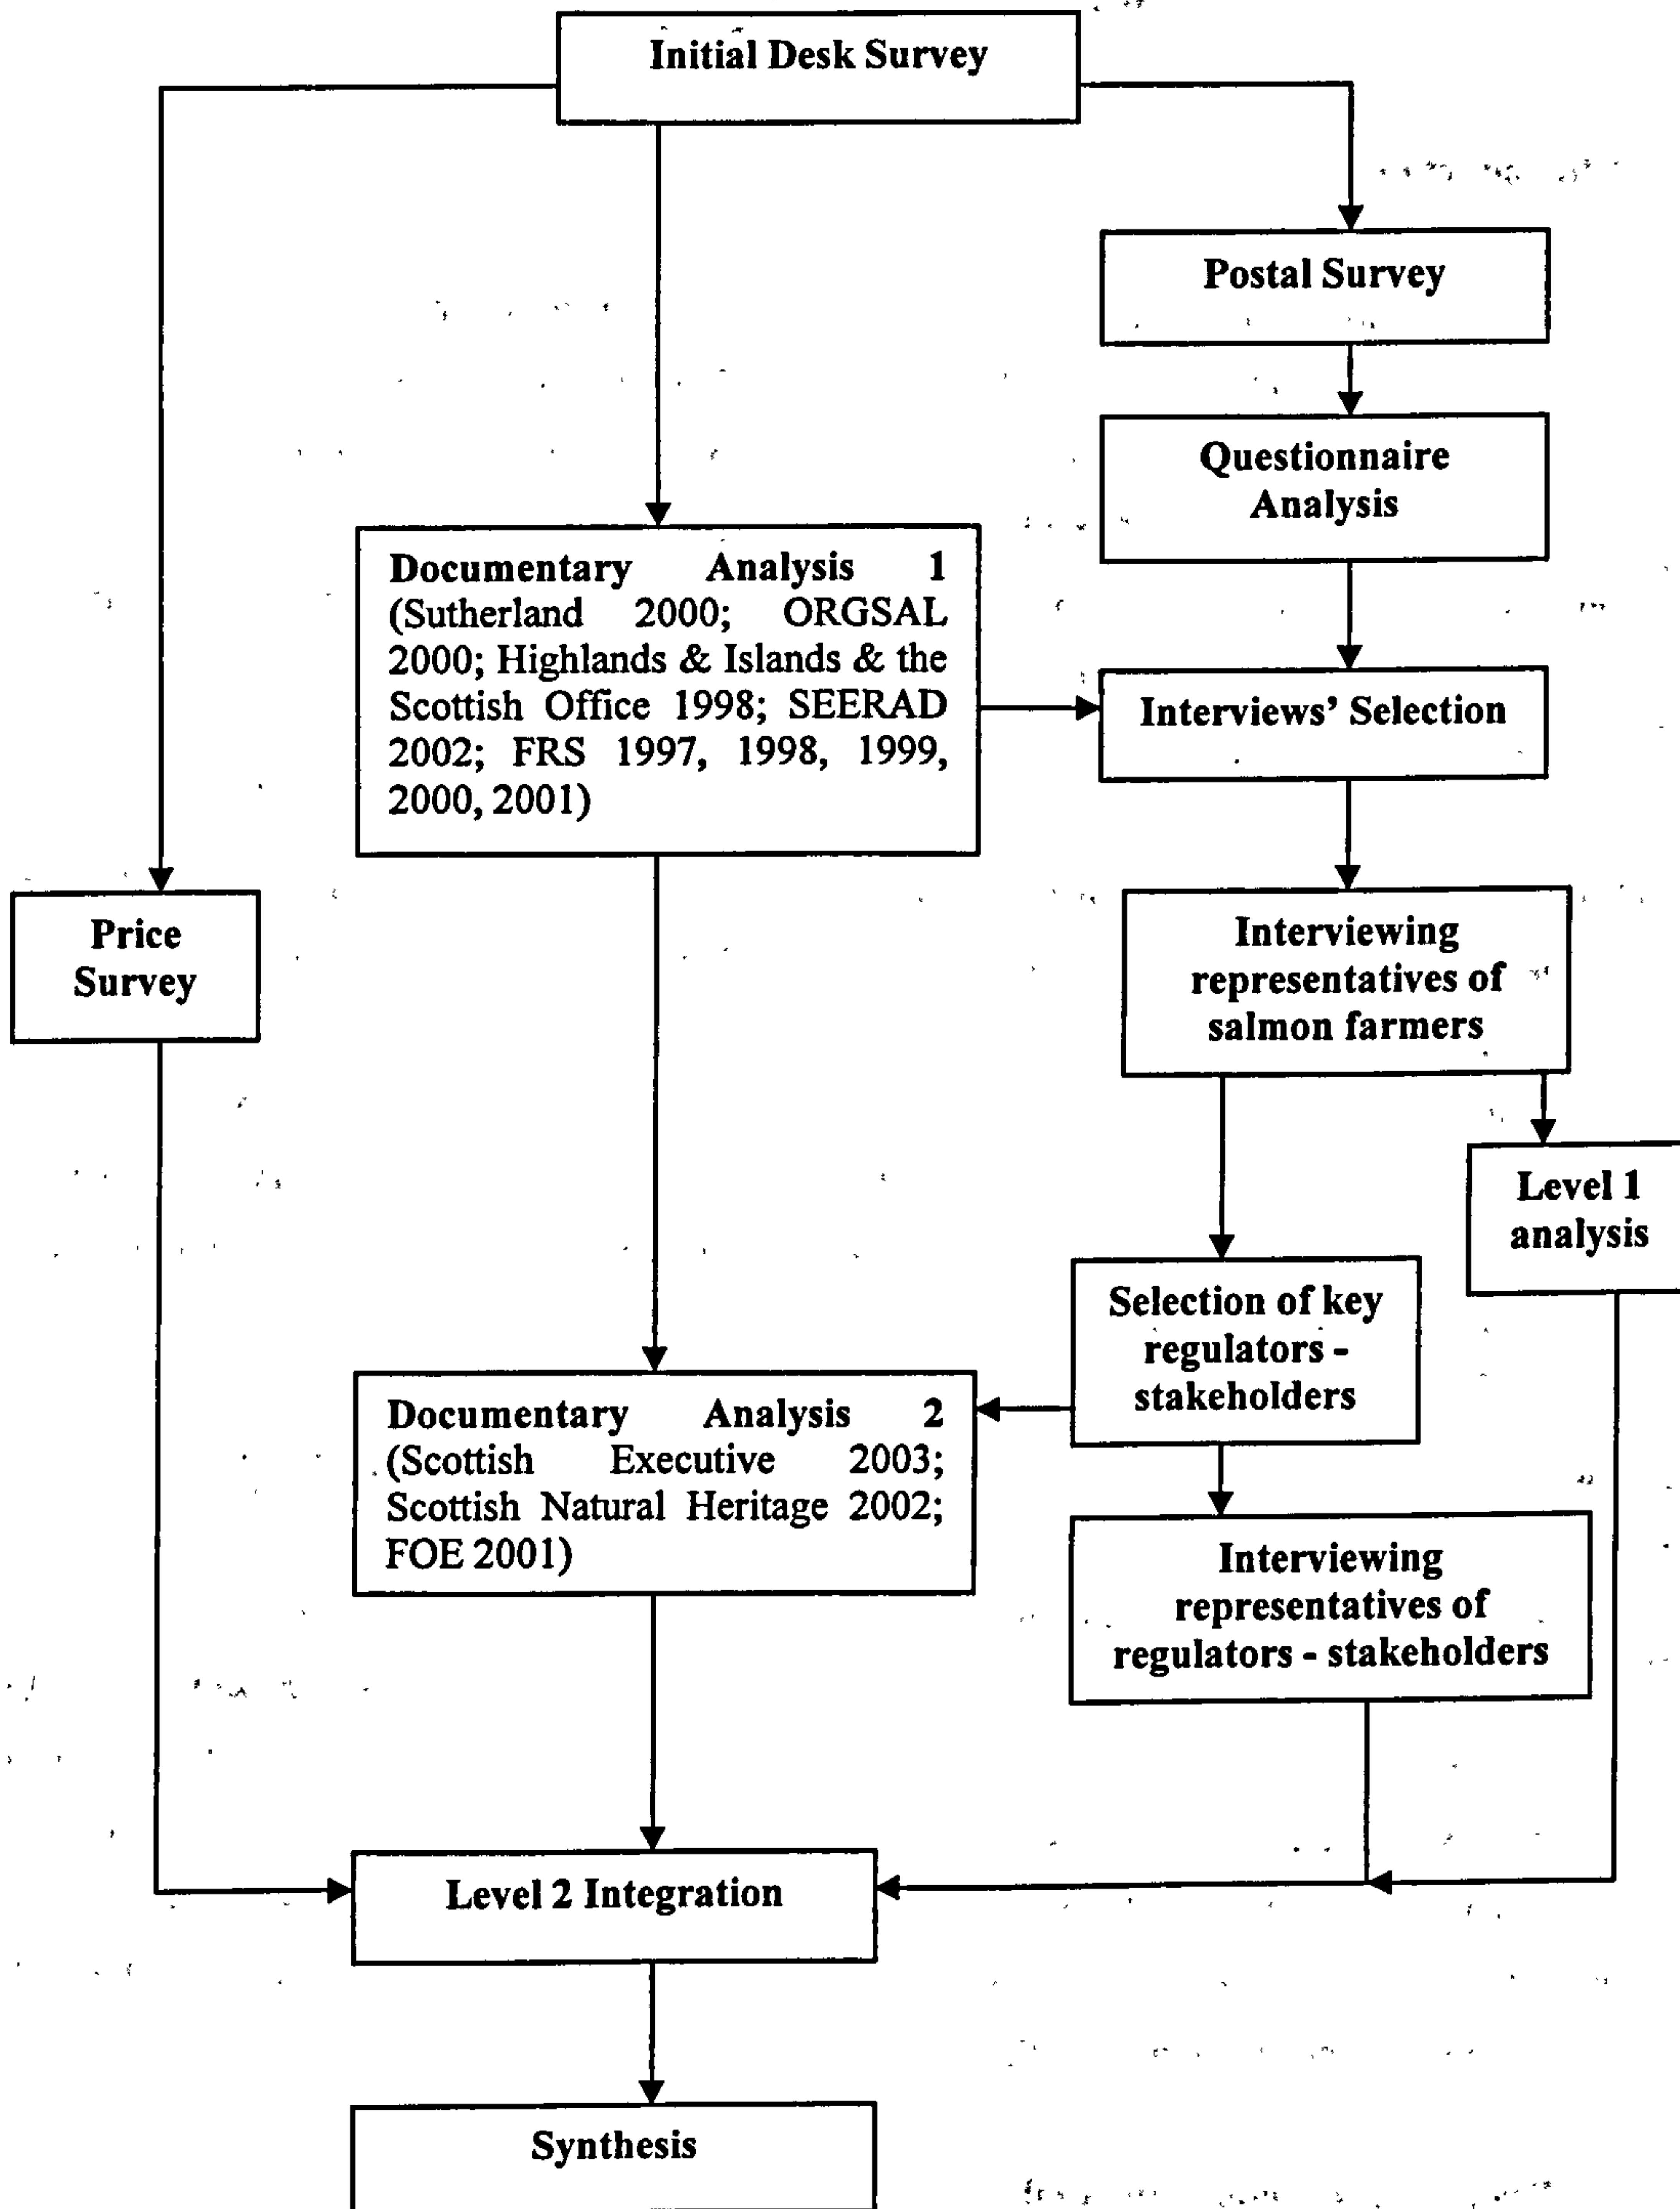 Initial Desk Survey
Postal Survey
Questionnaire
Analysis
Documentary Analysis 1
(Sutherland 2000; ORGSAL
2000; Highlands & Islands & the
Scottish Office 1998; SEERAD
2002; FRS 1997, 1998, 1999,
2000, 2001)
Interviews’ Selection
Price
Survey
Interviewing
representatives of
salmon farmers
Level 1
analysis
Selection of key
regulators -
stakeholders
Documentary Analysis 2
(Scottish Executive 2003;
Scottish Natural Heritage 2002;
FOE 2001)
Interviewing
representatives of
regulators - stakeholders
Level 2 Integration
Synthesis